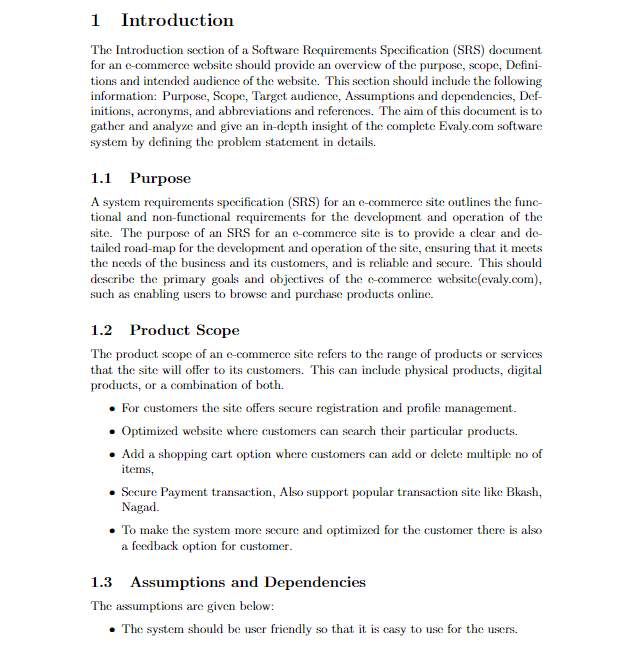 1 Introduction
The Introduction section of a Software Requirements Specification (SRS) document
for an e-commerce website should provide an overview of the purpose, scope, Defini-
tions and intended audience of the website. This section should include the following
information: Purpose, Scope, Target audience, Assumptions and dependencies, Def-
initions, acronyms, and abbreviations and references. The aim of this document is to
gather and analyze and give an in-depth insight of the complete Evaly.com software
system by defining the problem statement in details.
1.1 Purpose
A system requirements specification (SRS) for an e-commerce site outlines the func-
tional and non-functional requirements for the development and operation of the
site. The purpose of an SRS for an e-commerce site is to provide a clear and de-
tailed road-map for the development and operation of the site, ensuring that it meets
the needs of the business and its customers, and is reliable and secure. This should
describe the primary goals and objectives of the e-commerce website(evaly.com),
such as enabling users to browse and purchase products online.
1.2 Product Scope
The product scope of an e-commerce site refers to the range of products or services
that the site will offer to its customers. This can include physical products, digital
products, or a combination of both.
• For customers the site offers secure registration and profile management.
• Optimized website where customers can search their particular products.
• Add a shopping cart option where customers can add or delete multiple no of
items,
• Secure Payment transaction, Also support popular transaction site like Bkash,
Nagad.
• To make the system more secure and optimized for the customer there is also
a feedback option for customer.
1.3 Assumptions and Dependencies
The assumptions are given below:
• The system should be user friendly so that it is easy to use for the users.